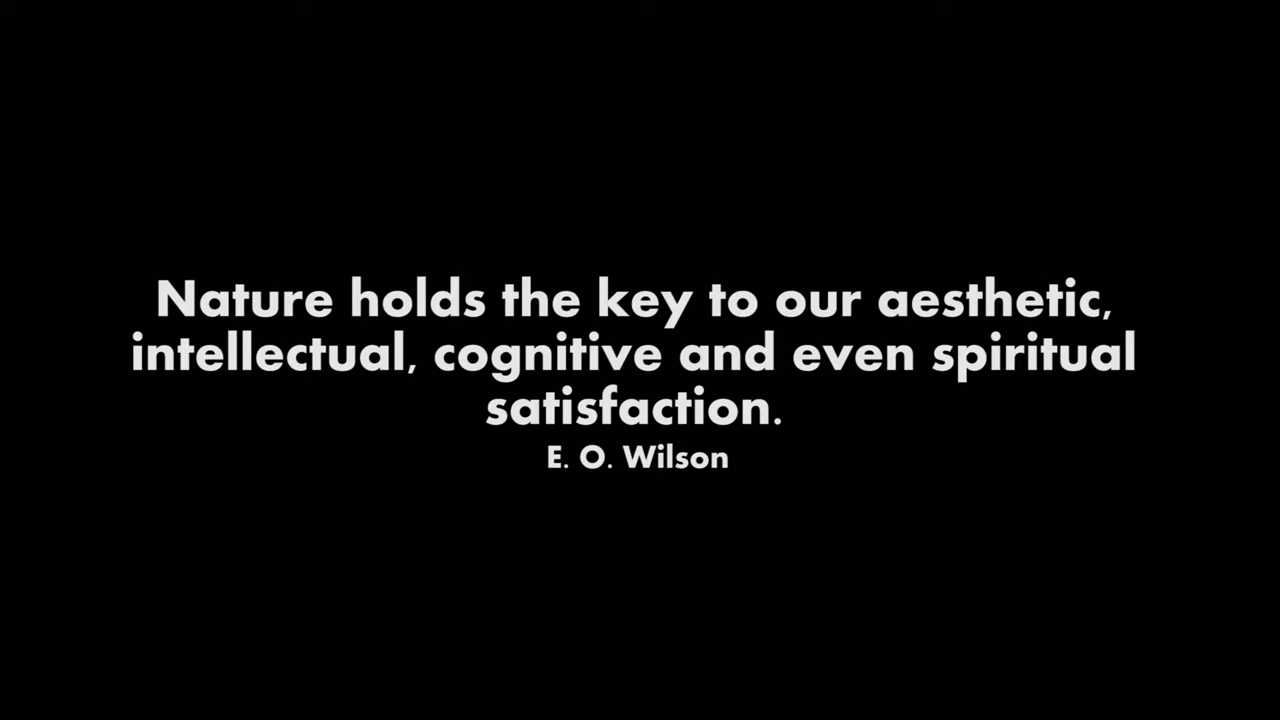 Nature holds the key to our aesthetic,
intellectual, cognitive and even spiritual
satisfaction.
E. O. Wilson